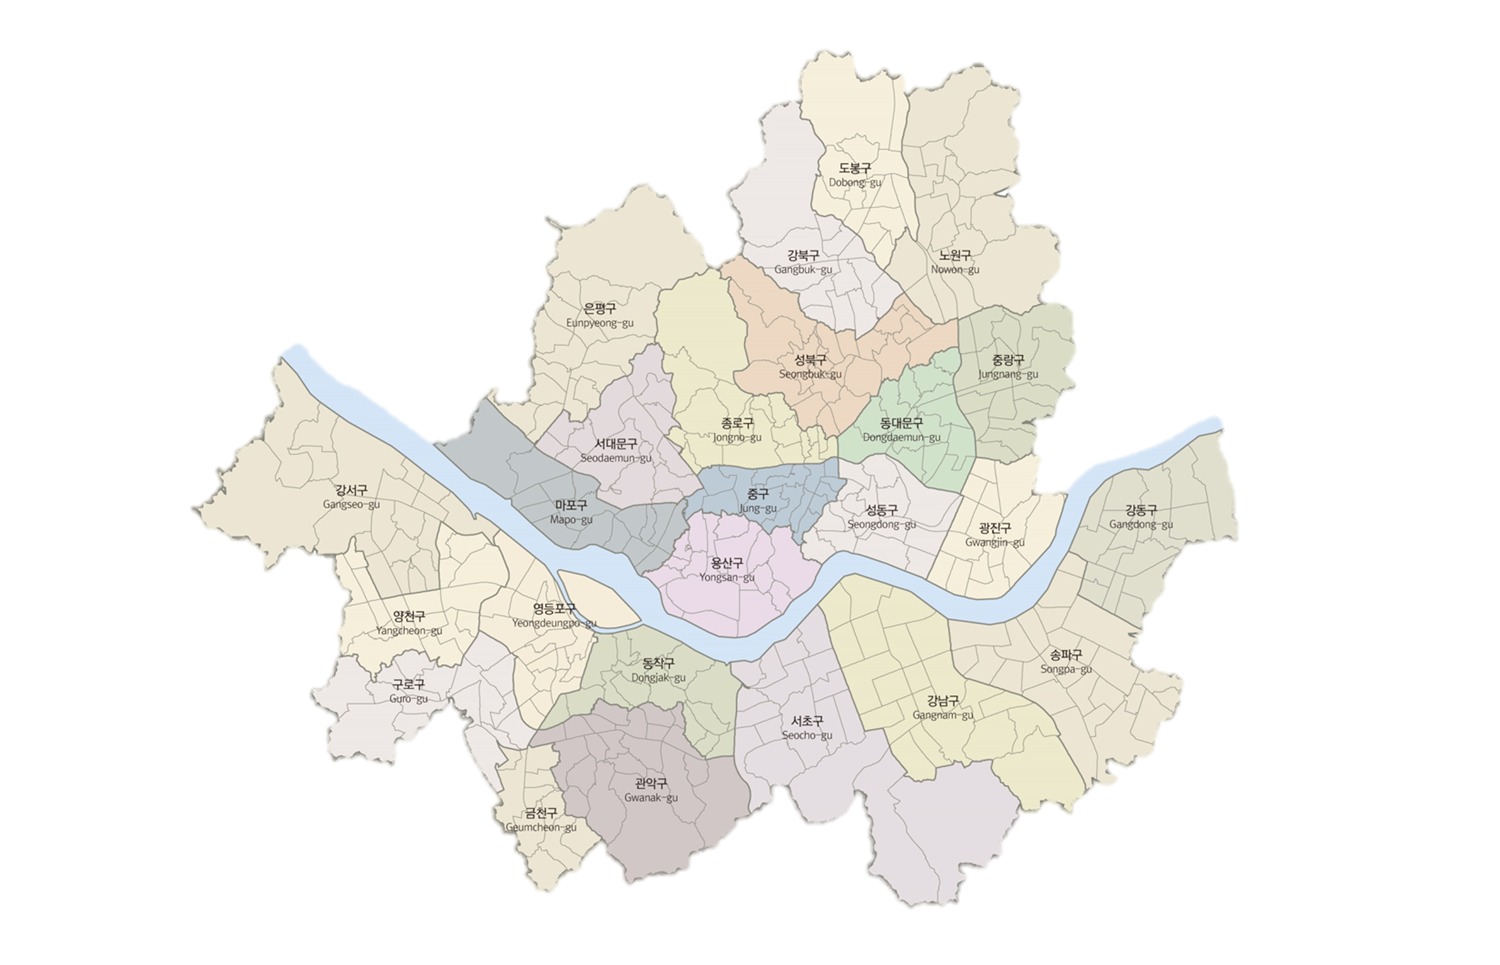 도봉구
Dobong-gu
강북구
Gangbuk-gu
노원구
Nowon-gu
은평구
Eunpyeong-gu
성북구
Seongbuk-gu
중랑구
Jungnang-gu
종로구
Jongno-gu
동대문구
Dongdaemun-gu
서대문구
Seodaemun-gu
강서구
Gangseo-gu
마포구
Mapo-gu
중구
Jung-gu
성동구
Seongdong-gu
광진구
Gwangjin-gu
강동구
Gangdong-gu
용산구
Yongsan-gu
양천구
Yangcheon-gu
영등포구
Yeongdeungpo-gu
동작구
Dongjak-gu
송파구
Songpa-gu
구로구
Guro-gu
서초구
Seocho-gu
강남구
Gangnam-gu
관악구
Gwanak-gu
금천구
Geumcheon-gu